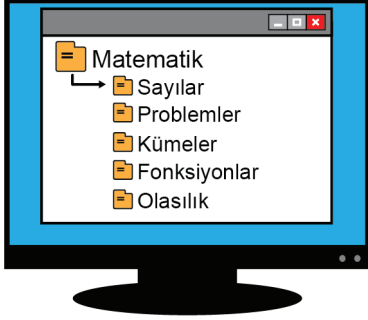 Matematik
Sayılar
Problemler
Kümeler
Fonksiyonlar
Olasılık